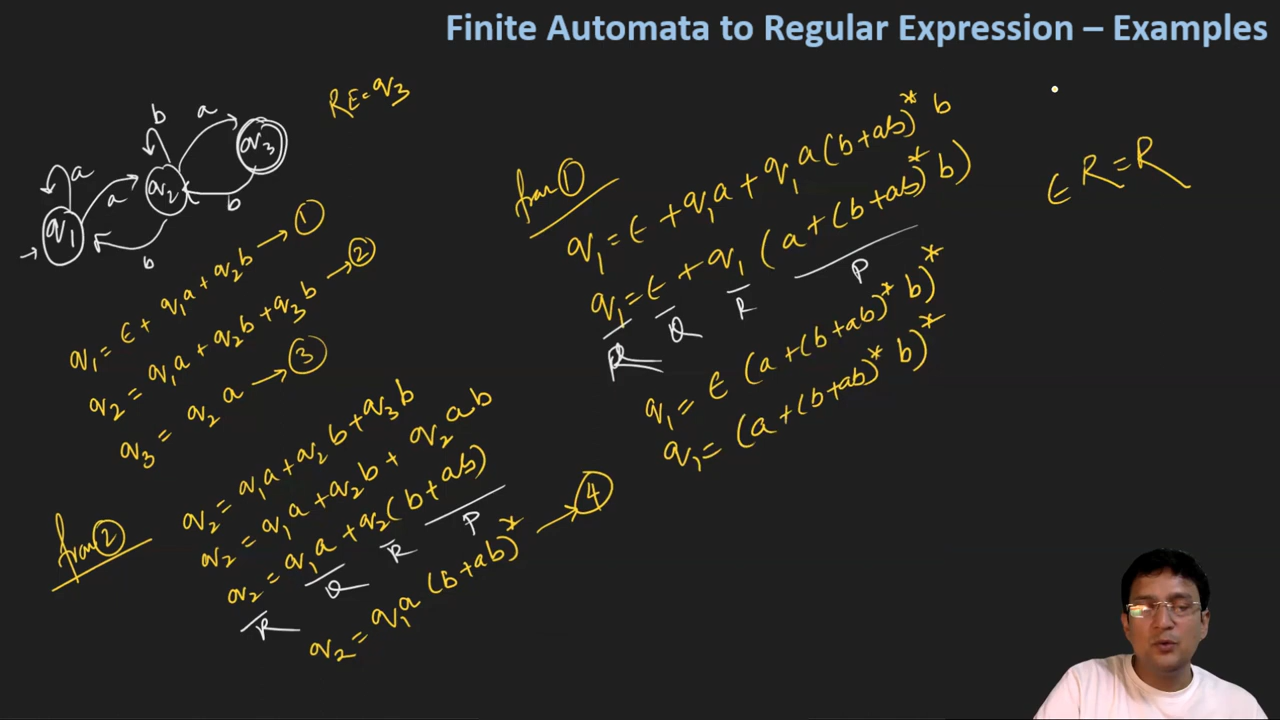 Finite Automata to Regular Expression – Examples
RE = q3
a
b
a
q1
a
q2
q3
b
b
q1 = ϵ + q1a + q2b → ①
q2 = q1a + q2b + q3b → ②
q3 = q2 a → ③
from ②
q2 = q1a + q2b + q3b
q2 = q1a + q2b + q2ab
q2 = q1a + q2(b+ab)
R Q R P
q2 = q1a (b+ab)* → ④
from ①
q1 = ϵ + q1a + q1a(b+ab)* b
q1 = ϵ + q1 (a+(b+ab)* b)
R Q R P
q1 = ϵ (a+(b+ab)* b)*
q1 = (a+(b+ab)* b)*
ϵ R = R